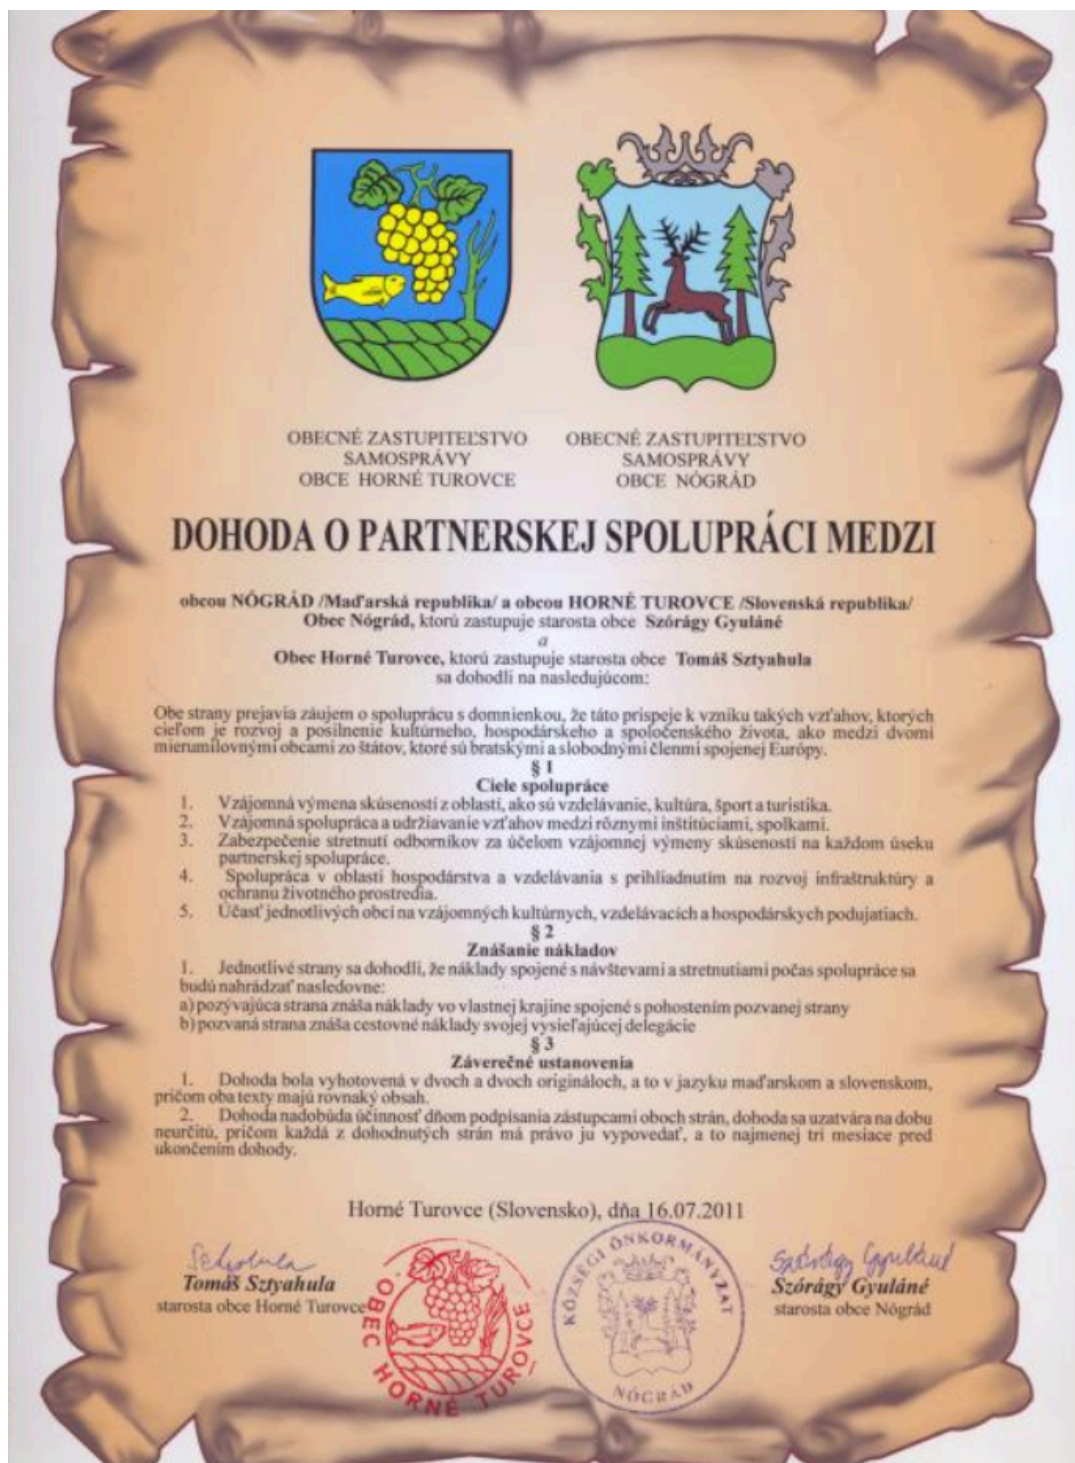 OBECNÉ ZASTUPITEĽSTVO
SAMOSPRÁVY
OBCE HORNÉ TUROVCE
OBECNÉ ZASTUPITEĽSTVO
SAMOSPRÁVY
OBCE NÓGRÁD
DOHODA O PARTNERSKEJ SPOLUPRÁCI MEDZI
obcou NÓGRÁD /Maďarská republika/ a obcou HORNÉ TUROVCE /Slovenská republika/
Obec Nógrád, ktorú zastupuje starosta obce Szórágy Gyuláné
a
Obec Horné Turovce, ktorú zastupuje starosta obce Tomáš Sztyahula
sa dohodli na nasledujúcom:
Obe strany prejavia záujem o spoluprácu s domnienkou, že táto prispeje k vzniku takých vzťahov, ktorých
cieľom je rozvoj a posilnenie kultúrneho, hospodárskeho a spoločenského života, ako medzi dvomi
mierumilovnými obcami zo štátov, ktoré sú bratskými a slobodnými členmi spojenej Európy.
§ 1
Ciele spolupráce
1. Vzájomná výmena skúseností z oblastí, ako sú vzdelávanie, kultúra, šport a turistika.
2. Vzájomná spolupráca a udržiavanie vzťahov medzi rôznymi inštitúciami, spolkami.
3. Zabezpečenie stretnutí odborníkov za účelom vzájomnej výmeny skúseností na každom úseku
partnerskej spolupráce.
4. Spolupráca v oblasti hospodárstva a vzdelávania s prihliadnutím na rozvoj infraštruktúry a
ochranu životného prostredia.
5. Účasť jednotlivých obcí na vzájomných kultúrnych, vzdelávacích a hospodárskych podujatiach.
§ 2
Znášanie nákladov
1. Jednotlivé strany sa dohodli, že náklady spojené s návštevami a stretnutiami počas spolupráce sa
budú nahrádzať nasledovne:
a) pozývajúca strana znáša náklady vo vlastnej krajine spojené s pohostením pozvanej strany
b) pozvaná strana znáša cestovné náklady svojej vysieľajúcej delegácie
§ 3
Záverečné ustanovenia
1. Dohoda bola vyhotovená v dvoch a dvoch origináloch, a to v jazyku maďarskom a slovenskom,
pričom oba texty majú rovnaký obsah.
2. Dohoda nadobúda účinnosť dňom podpísania zástupcami oboch strán, dohoda sa uzatvára na dobu
neurčitú, pričom každá z dohodnutých strán má právo ju vypovedať, a to najmenej tri mesiace pred
ukončením dohody.
Horné Turovce (Slovensko), dňa 16.07.2011
Tomáš Sztyahula
starosta obce Horné Turovce
OBEC HORNÉ TUROVCE
KÖZSÉGI ÖNKORMÁNYZAT
NÓGRÁD
Szórágy Gyuláné
Szórágy Gyuláné
starosta obce Nógrád